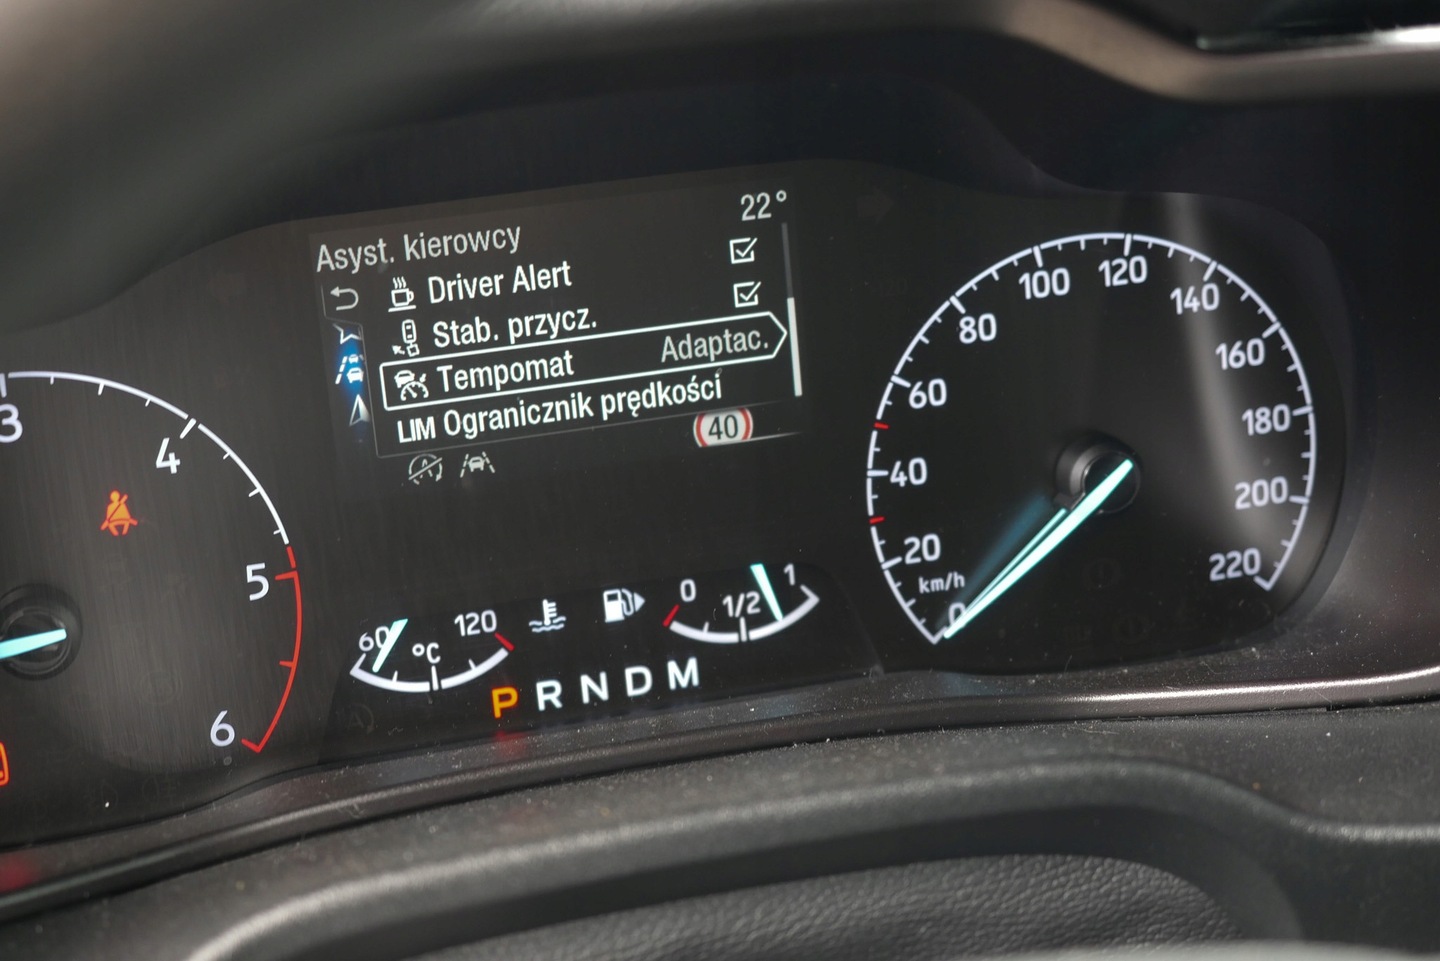 22°
Asyst. kierowcy
Driver Alert
Stab. przycz.
Tempomat Adaptac.
LIM Ogranicznik prędkości
40
3
4
5
6
60 120
°C
0 1/2 1
P R N D M
0
20
40
60
80
100
120
140
160
180
200
220
km/h